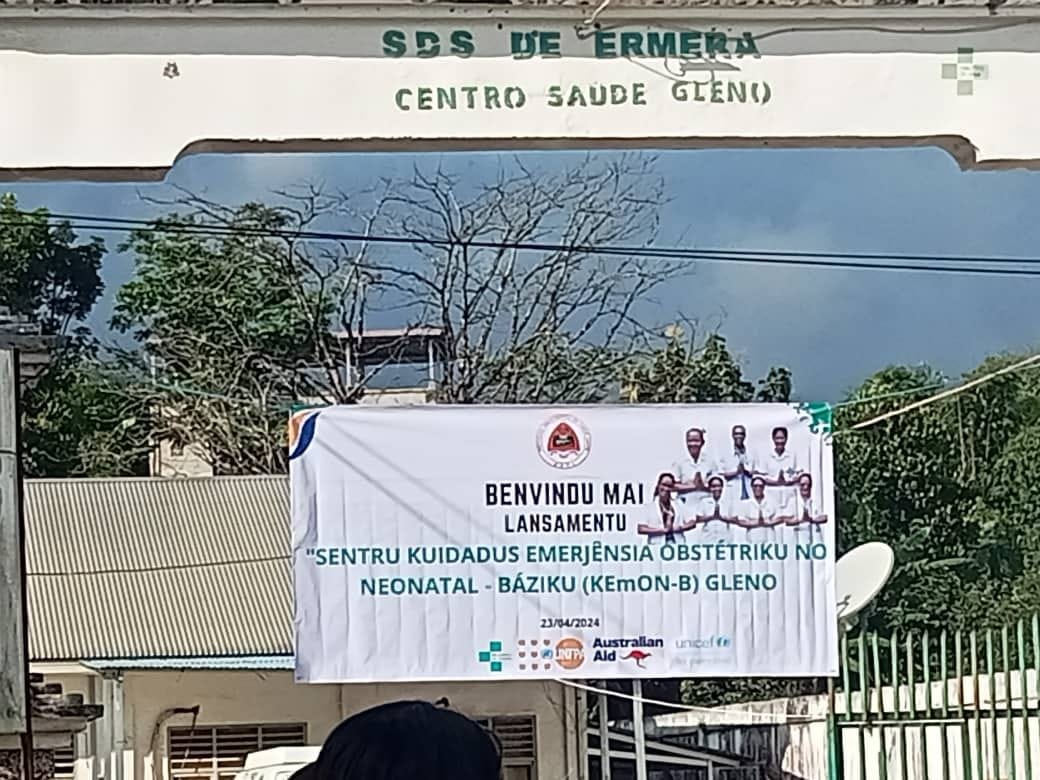 SDS DE ERMERA
CENTRO SAUDE GLENO
BENVINDU MAI
LANSAMENTU
"SENTRU KUIDADUS EMERJÊNSIA OBSTÉTRIKU NO
NEONATAL - BÁZIKU (KEmON-B) GLENO
23/04/2024
UNFPA
Australian
Aid
unicef